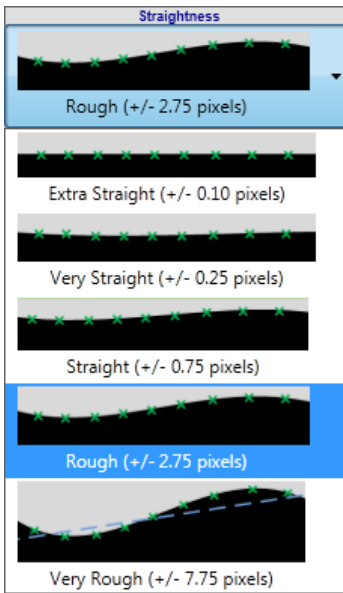 Straightness
Rough (+/- 2.75 pixels)
Extra Straight (+/- 0.10 pixels)
Very Straight (+/- 0.25 pixels)
Straight (+/- 0.75 pixels)
Rough (+/- 2.75 pixels)
Very Rough (+/- 7.75 pixels)